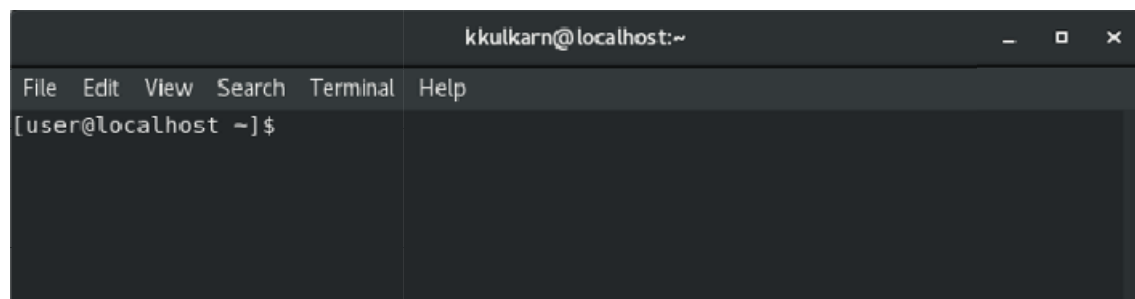 kkulkarn@localhost:~
File Edit View Search Terminal Help
[user@localhost ~]$